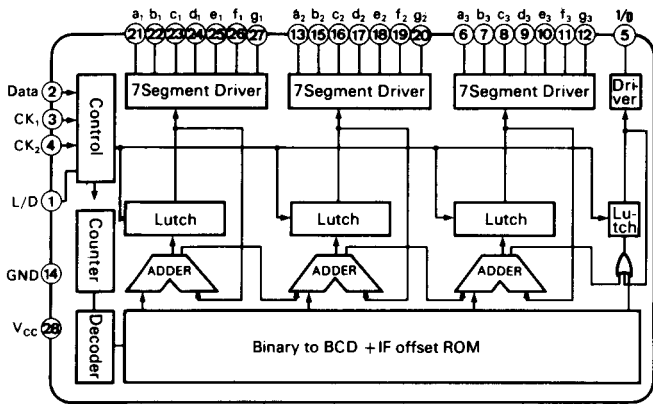 a₁ b₁ c₁ d₁ e₁ f₁ g₁ a₂ b₂ c₂ d₂ e₂ f₂ g₂ a₃ b₃ c₃ d₃ e₃ f₃ g₃ 1/g
21 22 23 24 25 26 27 13 15 16 17 18 19 20 6 7 8 9 10 11 12 5
7Segment Driver 7Segment Driver 7Segment Driver Dri-
ver
Data 2
CK₁ 3
CK₂ 4
Control
L/D 1
Lutch Lutch Lutch Lu-
tch
Counter
GND 14
ADDER ADDER ADDER
VCC 28
Decoder
Binary to BCD + IF offset ROM